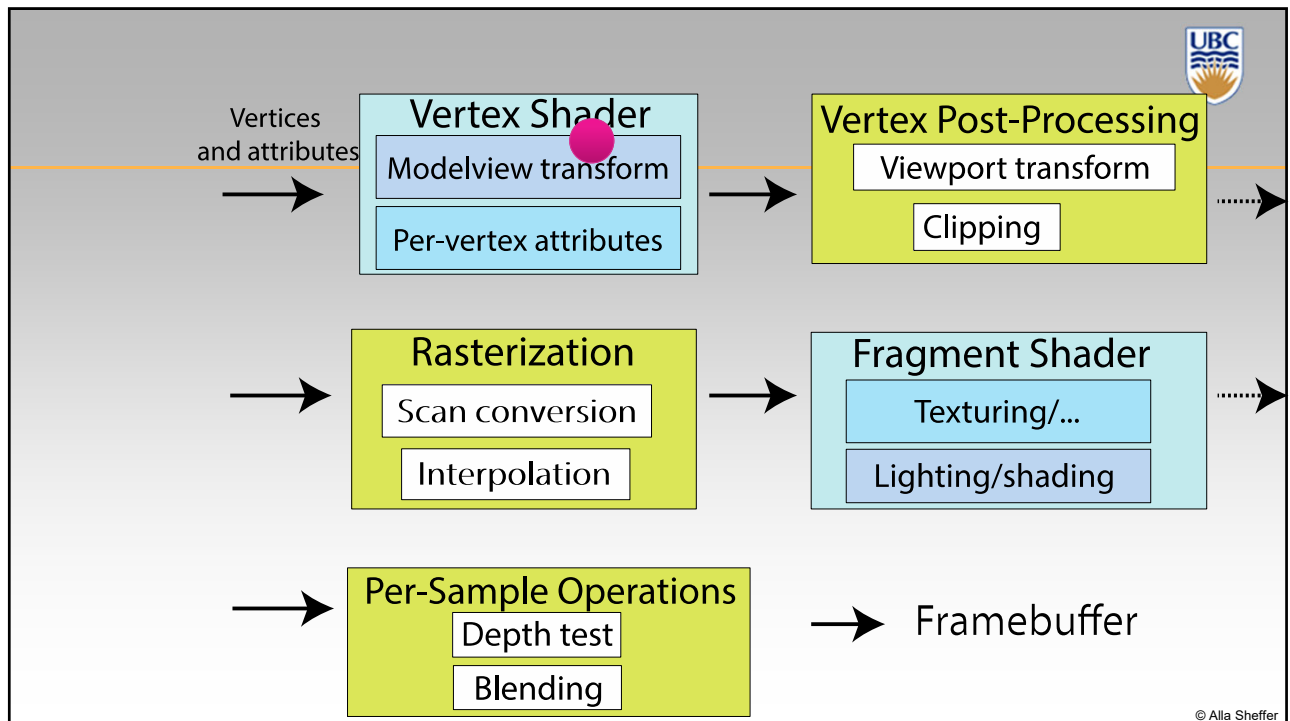 UBC
Vertices
and attributes
Vertex Shader
Modelview transform
Per-vertex attributes
Vertex Post-Processing
Viewport transform
Clipping
Rasterization
Scan conversion
Interpolation
Fragment Shader
Texturing/...
Lighting/shading
Per-Sample Operations
Depth test
Blending
Framebuffer
© Alla Sheffer